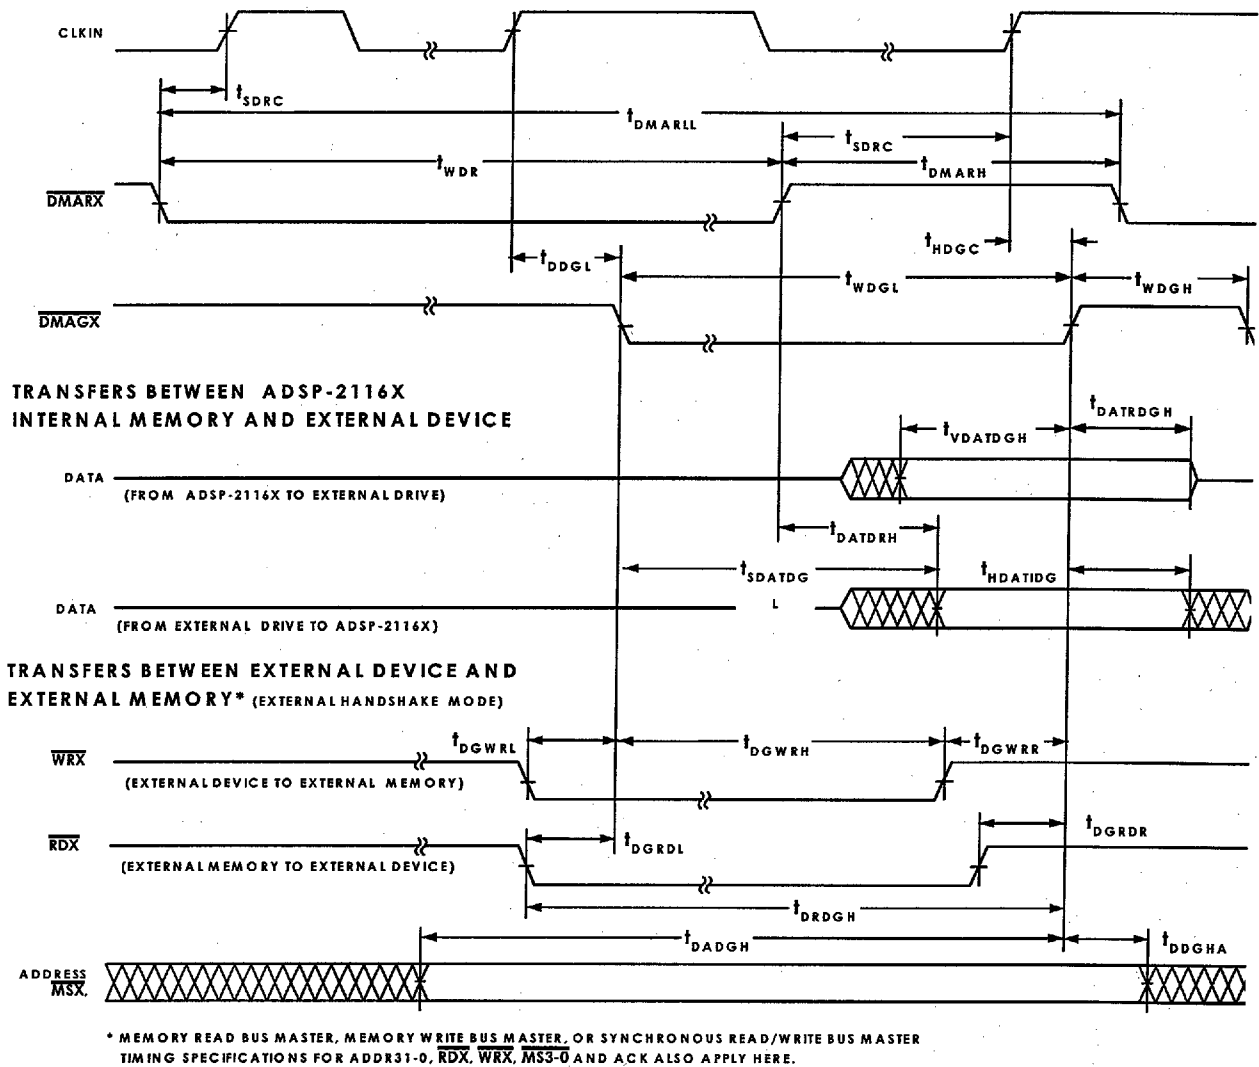 CLKIN
tSDRC
tDMARLL
tSDRC
tWDR
tDMARH
DMARX
tHDGC
tDDGL
tWDGL
tWDGH
DMAGX
TRANSFERS BETWEEN ADSP-2116X
INTERNAL MEMORY AND EXTERNAL DEVICE
tDATRDGH
tVDATDGH
DATA
(FROM ADSP-2116X TO EXTERNAL DRIVE)
tDATDRH
tSDATDG
L
tHDATIDG
DATA
(FROM EXTERNAL DRIVE TO ADSP-2116X)
TRANSFERS BETWEEN EXTERNAL DEVICE AND
EXTERNAL MEMORY* (EXTERNAL HANDSHAKE MODE)
tDGWRL
tDGWRH
tDGWRR
WRX
(EXTERNAL DEVICE TO EXTERNAL MEMORY)
tDGRDR
RDX
tDGRDL
(EXTERNAL MEMORY TO EXTERNAL DEVICE)
tDRDGH
tDADGH
tDDGHA
ADDRESS
MSX,
* MEMORY READ BUS MASTER, MEMORY WRITE BUS MASTER, OR SYNCHRONOUS READ/WRITE BUS MASTER
TIMING SPECIFICATIONS FOR ADDR31-0, RDX, WRX, MS3-0 AND ACK ALSO APPLY HERE.